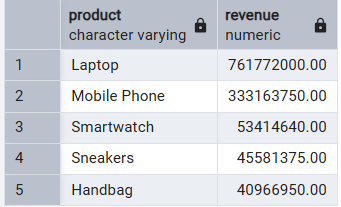 product revenue
character varying numeric
1 Laptop 761772000.00
2 Mobile Phone 333163750.00
3 Smartwatch 53414640.00
4 Sneakers 45581375.00
5 Handbag 40966950.00